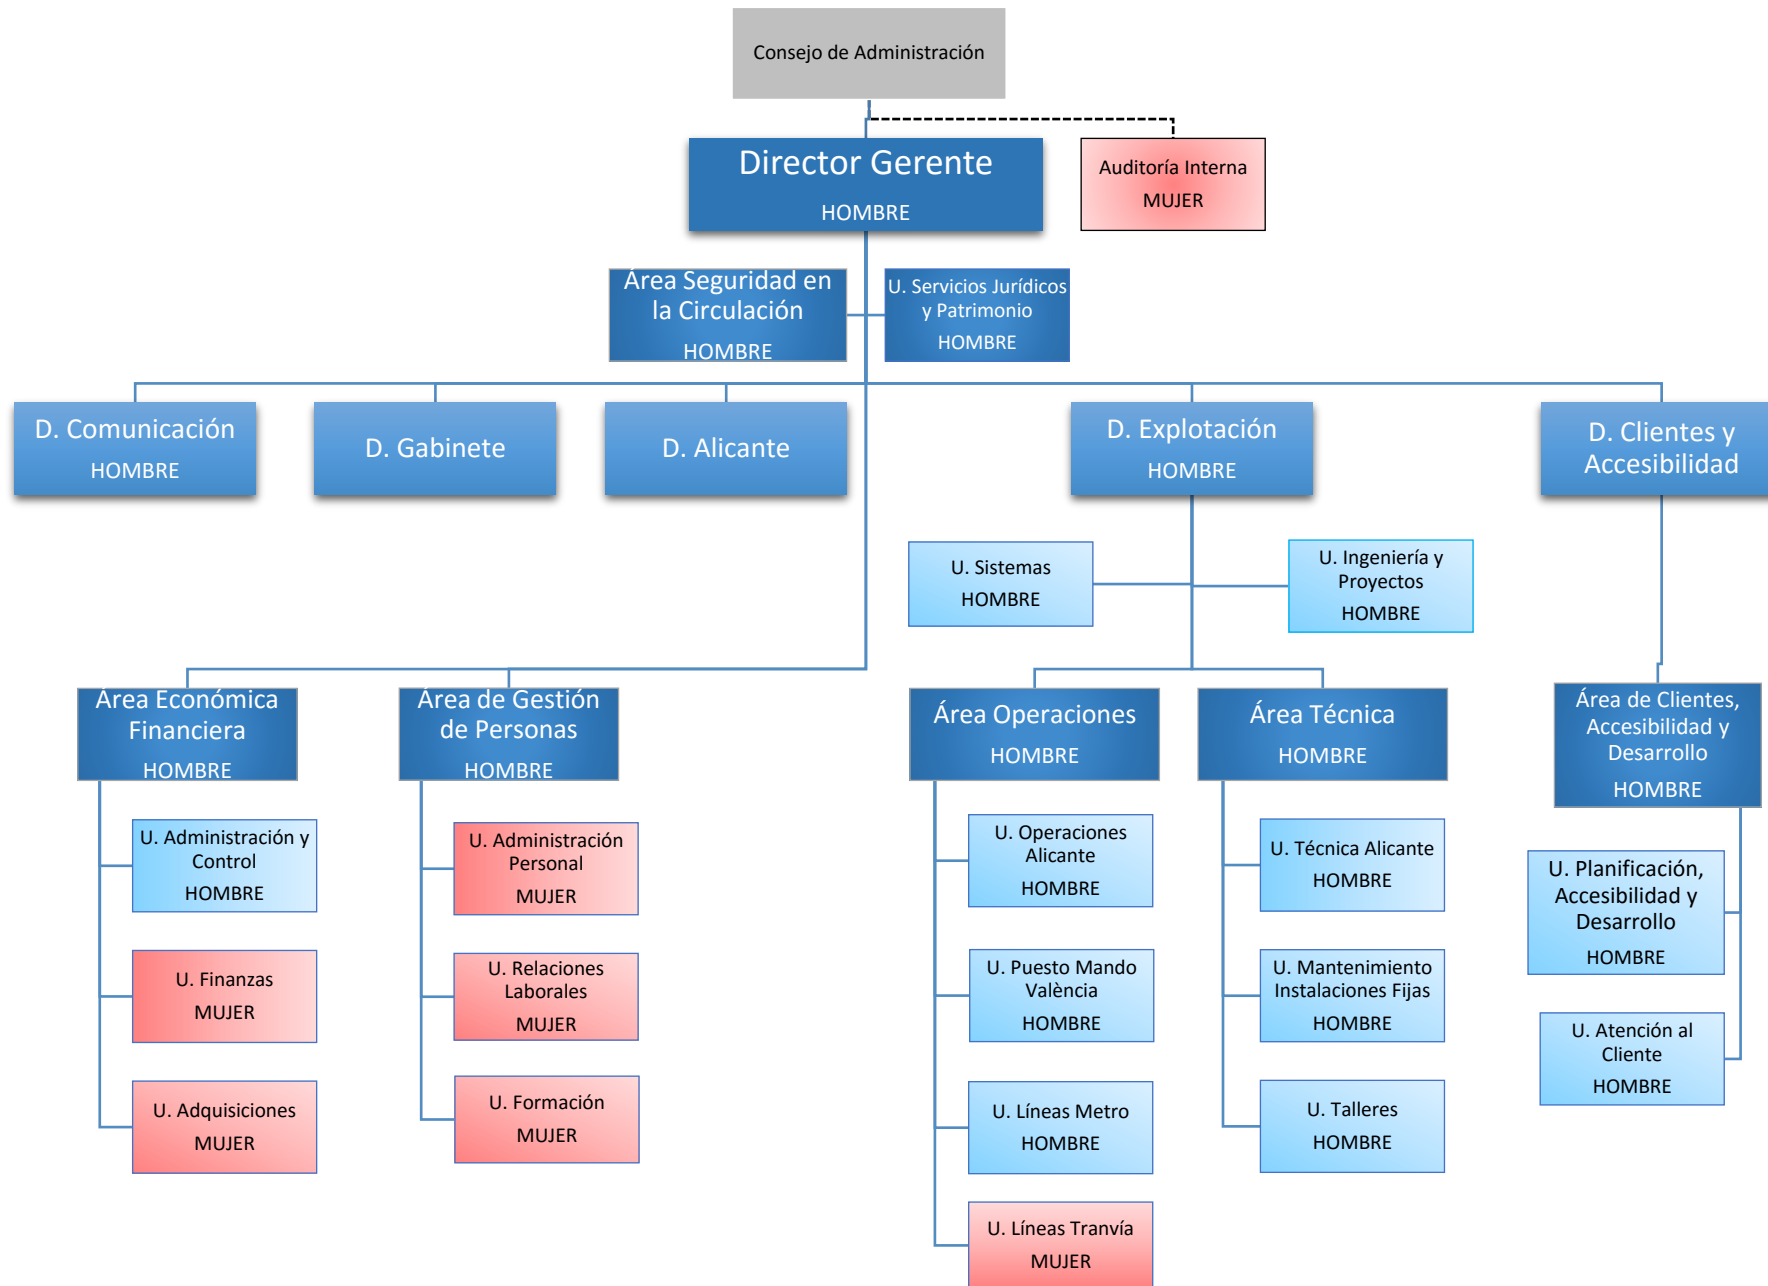 Consejo de Administración
Director Gerente
HOMBRE
Auditoría Interna
MUJER
Área Seguridad en
la Circulación
HOMBRE
U. Servicios Jurídicos
y Patrimonio
HOMBRE
D. Comunicación
HOMBRE
D. Gabinete
D. Alicante
D. Explotación
HOMBRE
D. Clientes y
Accesibilidad
U. Sistemas
HOMBRE
U. Ingeniería y
Proyectos
HOMBRE
Área Económica
Financiera
HOMBRE
Área de Gestión
de Personas
HOMBRE
Área Operaciones
HOMBRE
Área Técnica
HOMBRE
Área de Clientes,
Accesibilidad y
Desarrollo
HOMBRE
U. Administración y
Control
HOMBRE
U. Finanzas
MUJER
U. Adquisiciones
MUJER
U. Administración
Personal
MUJER
U. Relaciones
Laborales
MUJER
U. Formación
MUJER
U. Operaciones
Alicante
HOMBRE
U. Puesto Mando
València
HOMBRE
U. Líneas Metro
HOMBRE
U. Líneas Tranvía
MUJER
U. Técnica Alicante
HOMBRE
U. Mantenimiento
Instalaciones Fijas
HOMBRE
U. Talleres
HOMBRE
U. Planificación,
Accesibilidad y
Desarrollo
HOMBRE
U. Atención al
Cliente
HOMBRE